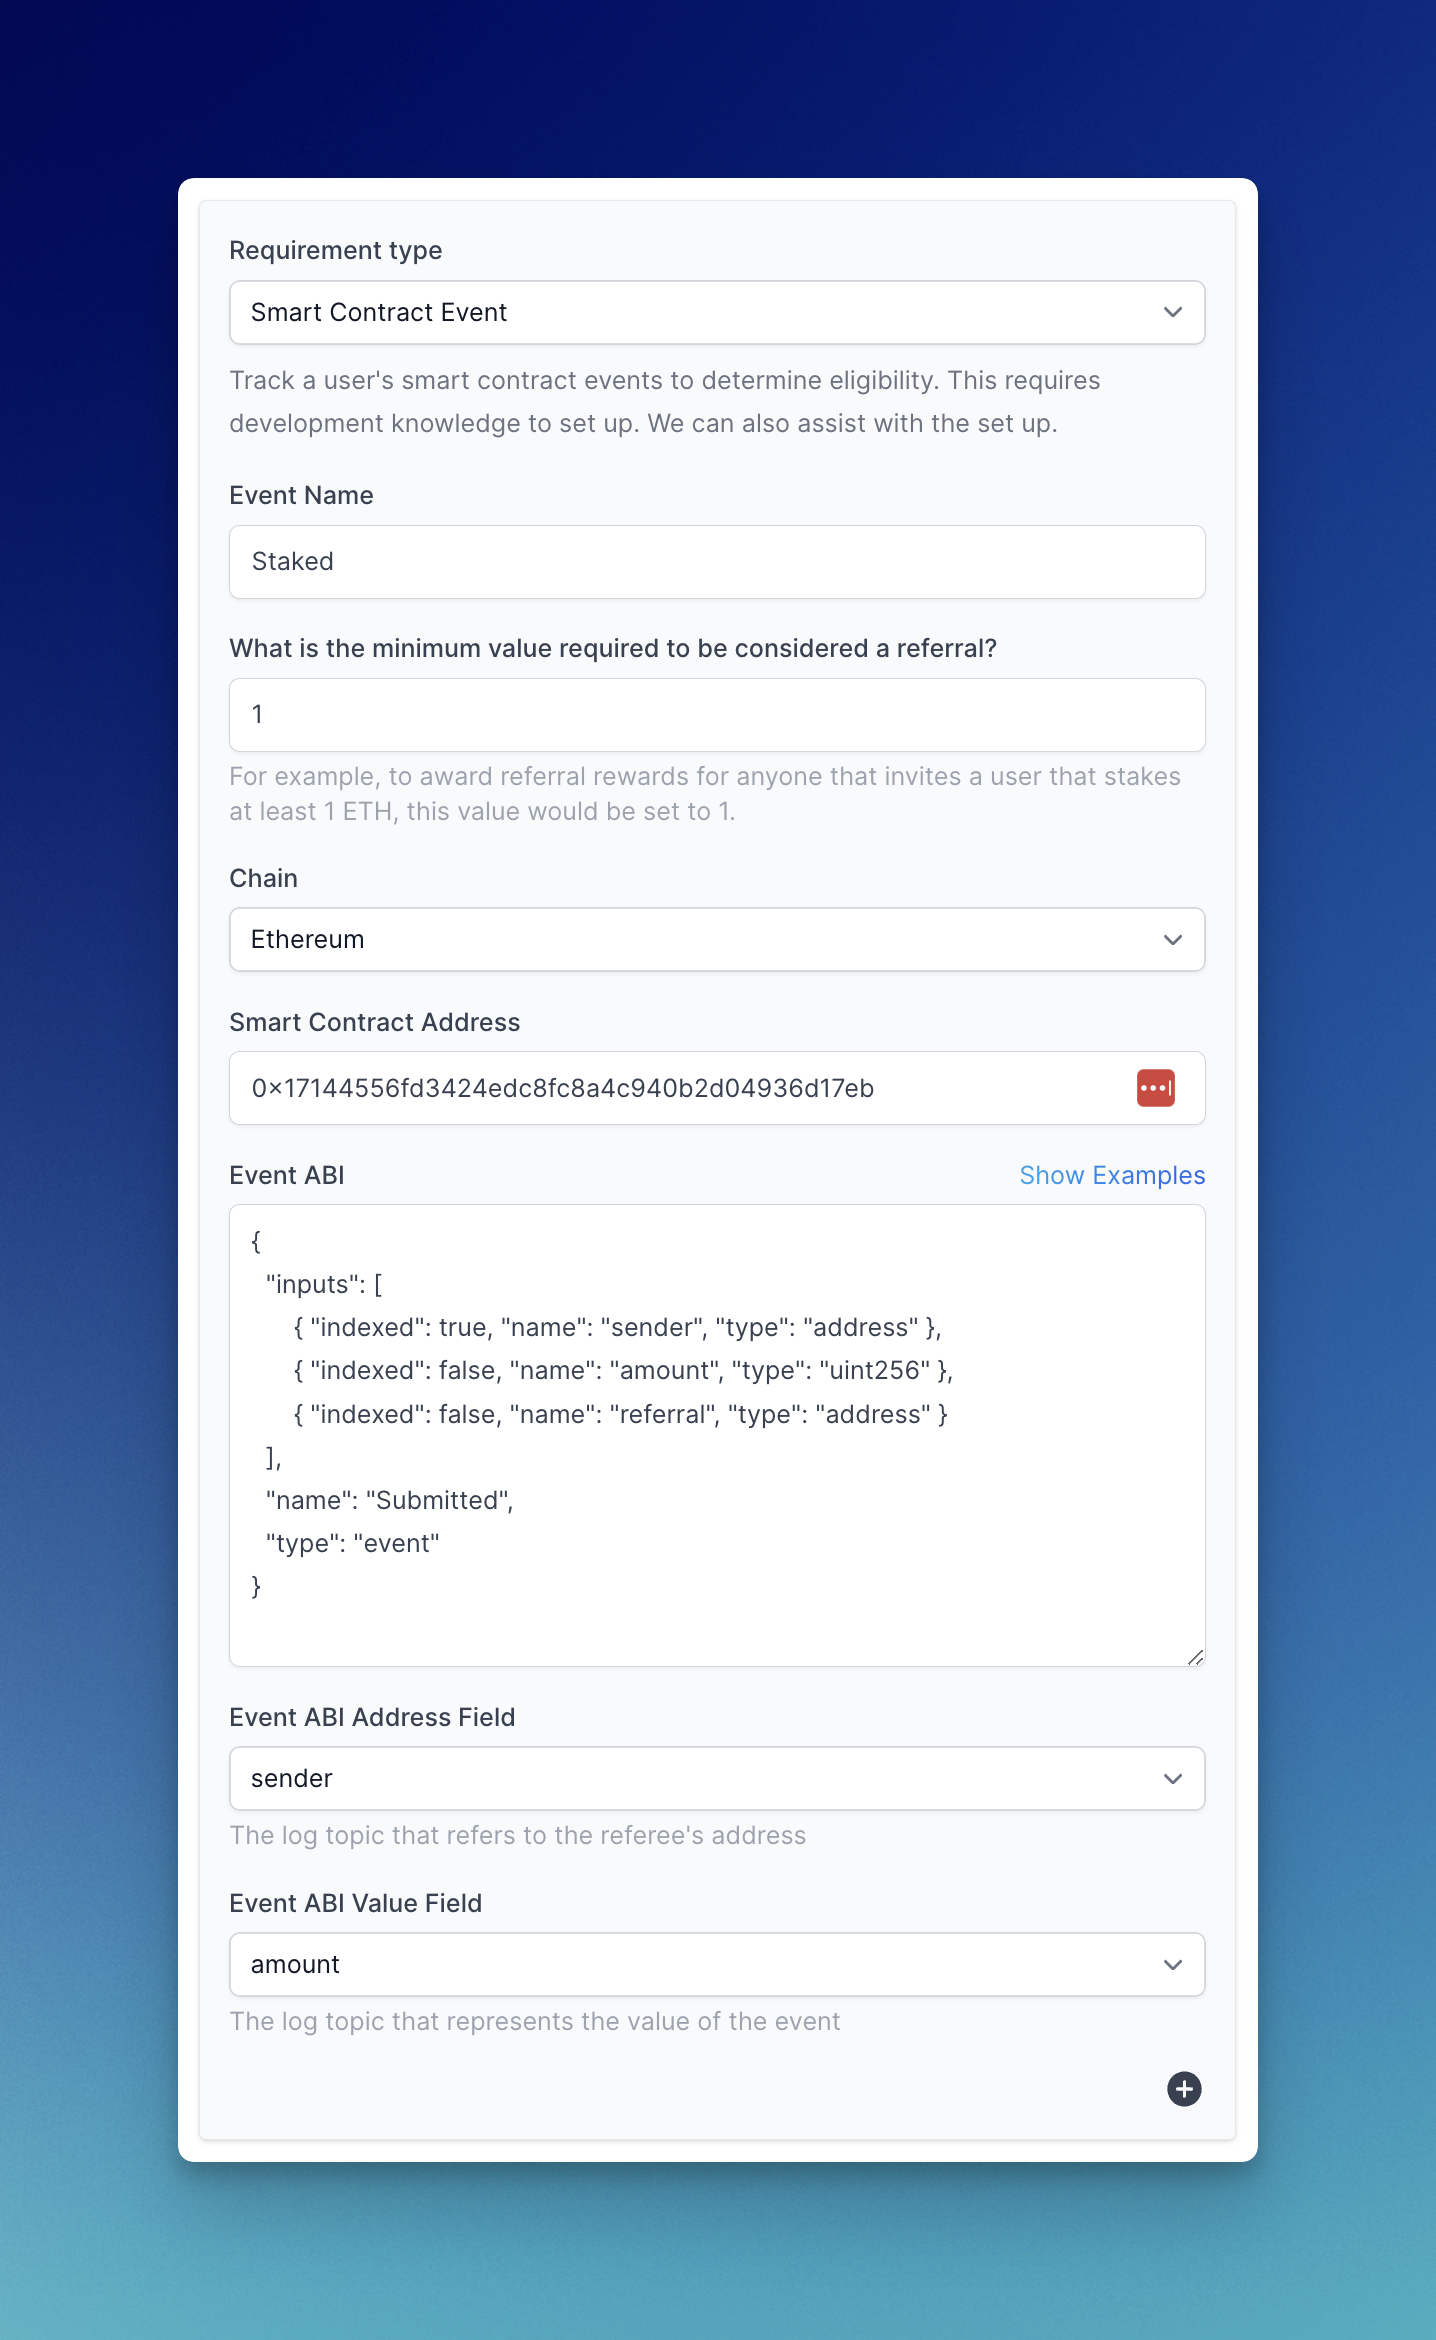 Requirement type
Smart Contract Event
Track a user's smart contract events to determine eligibility. This requires
development knowledge to set up. We can also assist with the set up.
Event Name
Staked
What is the minimum value required to be considered a referral?
1
For example, to award referral rewards for anyone that invites a user that stakes
at least 1 ETH, this value would be set to 1.
Chain
Ethereum
Smart Contract Address
0x17144556fd3424edc8fc8a4c940b2d04936d17eb
Event ABI
Show Examples
{
"inputs": [
{ "indexed": true, "name": "sender", "type": "address" },
{ "indexed": false, "name": "amount", "type": "uint256" },
{ "indexed": false, "name": "referral", "type": "address" }
],
"name": "Submitted",
"type": "event"
}
Event ABI Address Field
sender
The log topic that refers to the referee's address
Event ABI Value Field
amount
The log topic that represents the value of the event